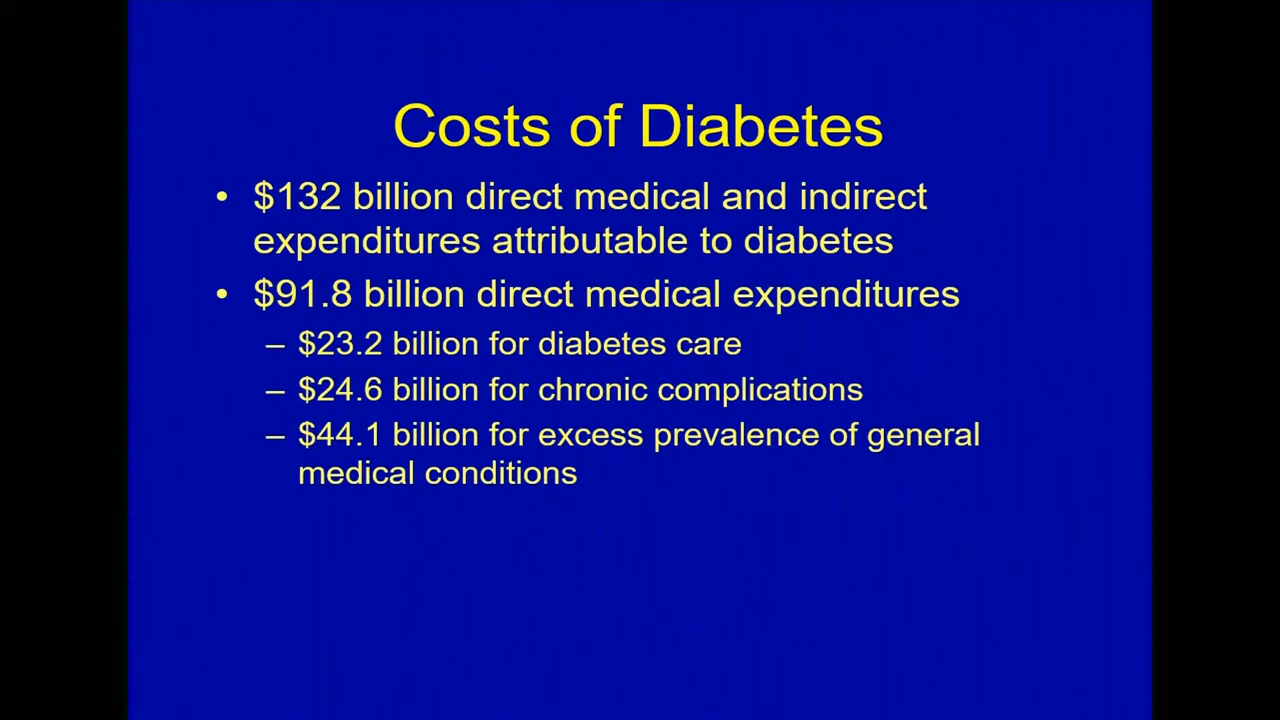 Costs of Diabetes
• $132 billion direct medical and indirect
expenditures attributable to diabetes
• $91.8 billion direct medical expenditures
– $23.2 billion for diabetes care
– $24.6 billion for chronic complications
– $44.1 billion for excess prevalence of general
medical conditions